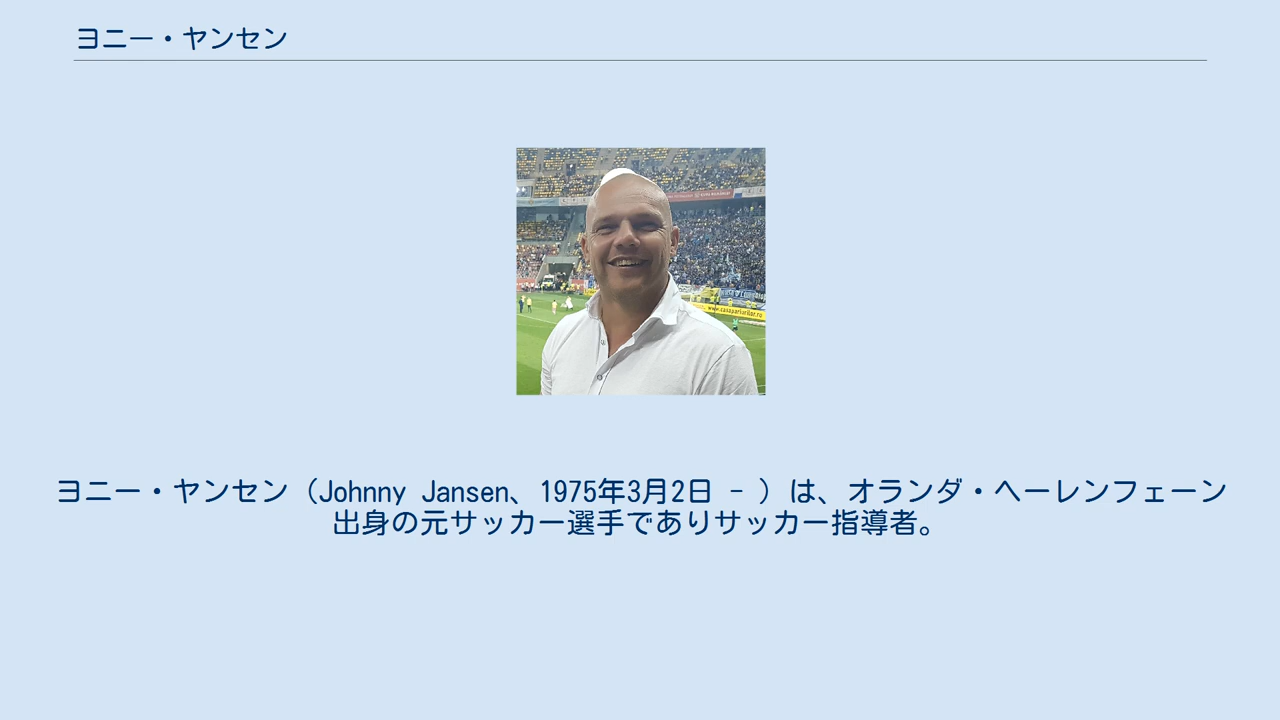 ヨニー・ヤンセン
www.casapariurilor.ro
ヨニー・ヤンセン（Johnny Jansen、1975年3月2日 - ）は、オランダ・ヘーレンフェーン
出身の元サッカー選手でありサッカー指導者。